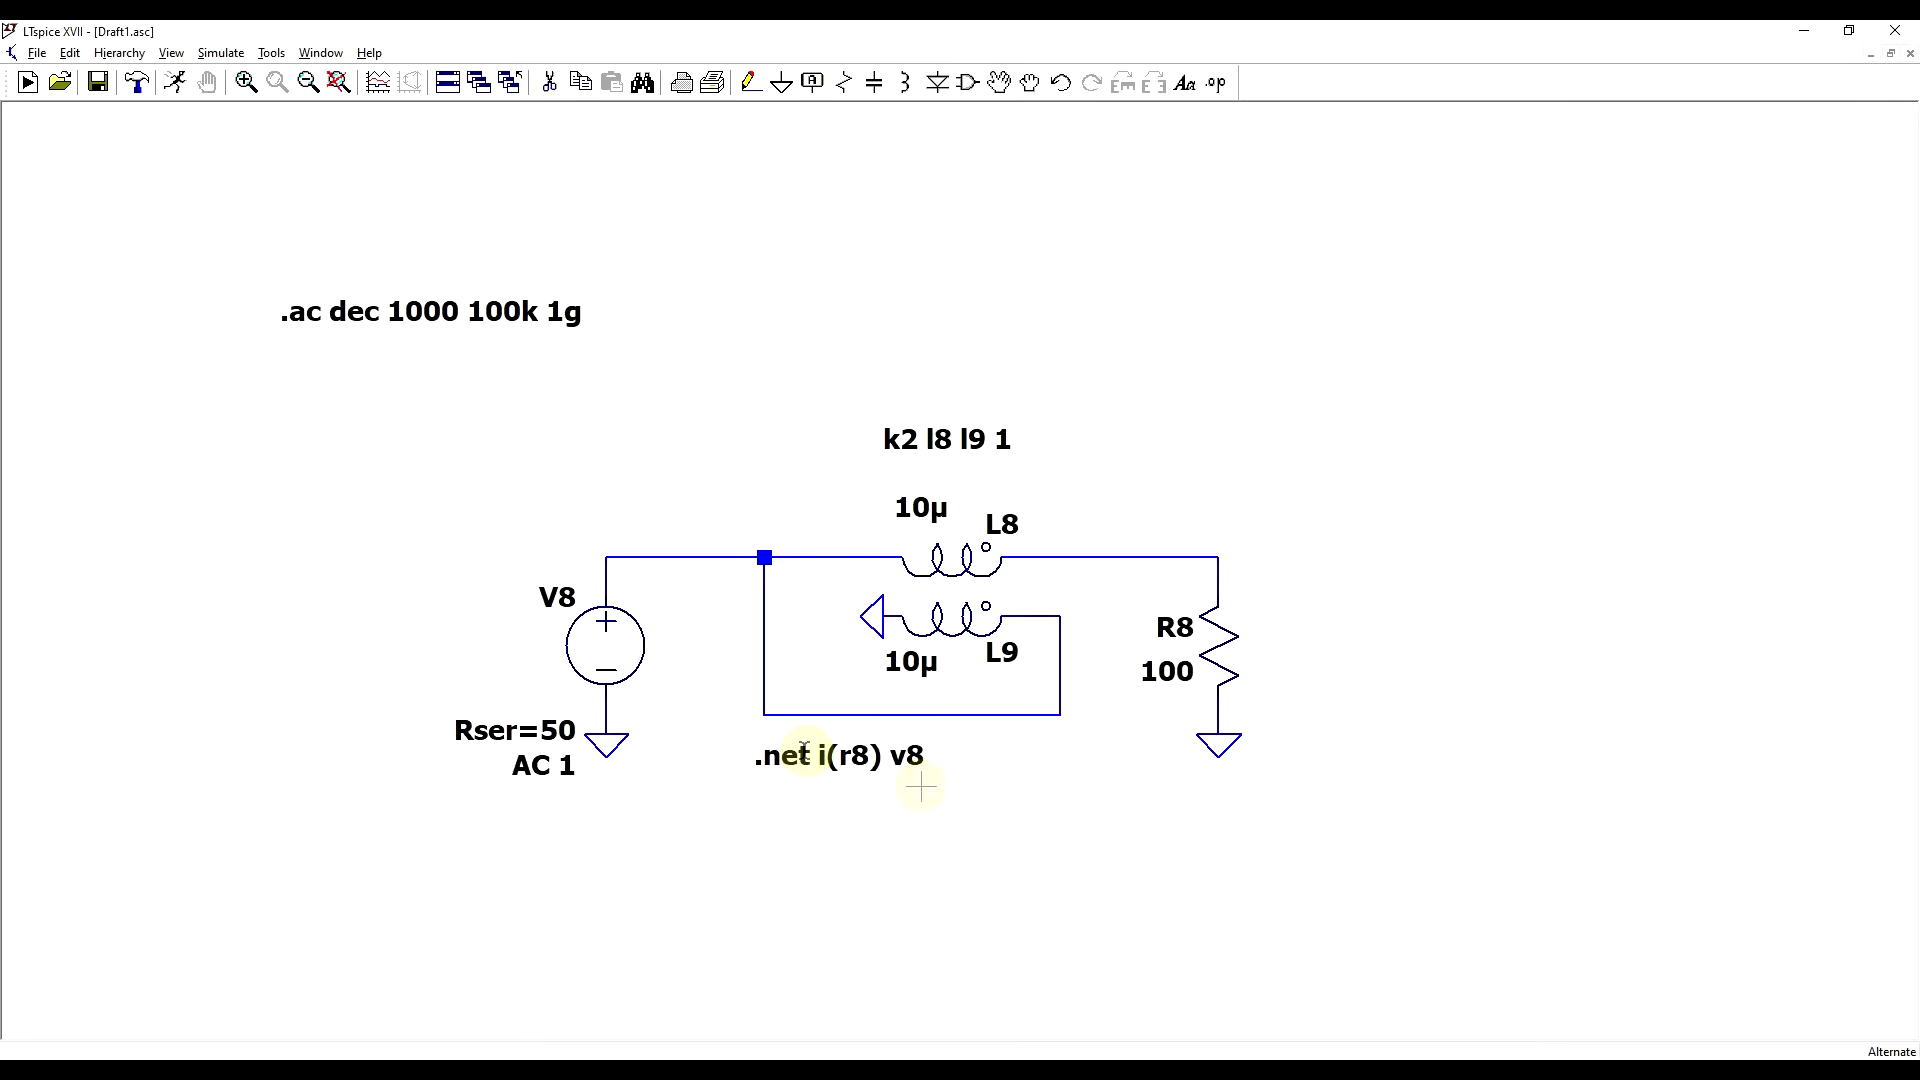 LTspice XVII - [Draft1.asc]
File Edit Hierarchy View Simulate Tools Window Help
.ac dec 1000 100k 1g
k2 l8 l9 1
10µ
L8
V8
R8
L9
10µ
100
Rser=50
AC 1
.net i(r8) v8
Alternate